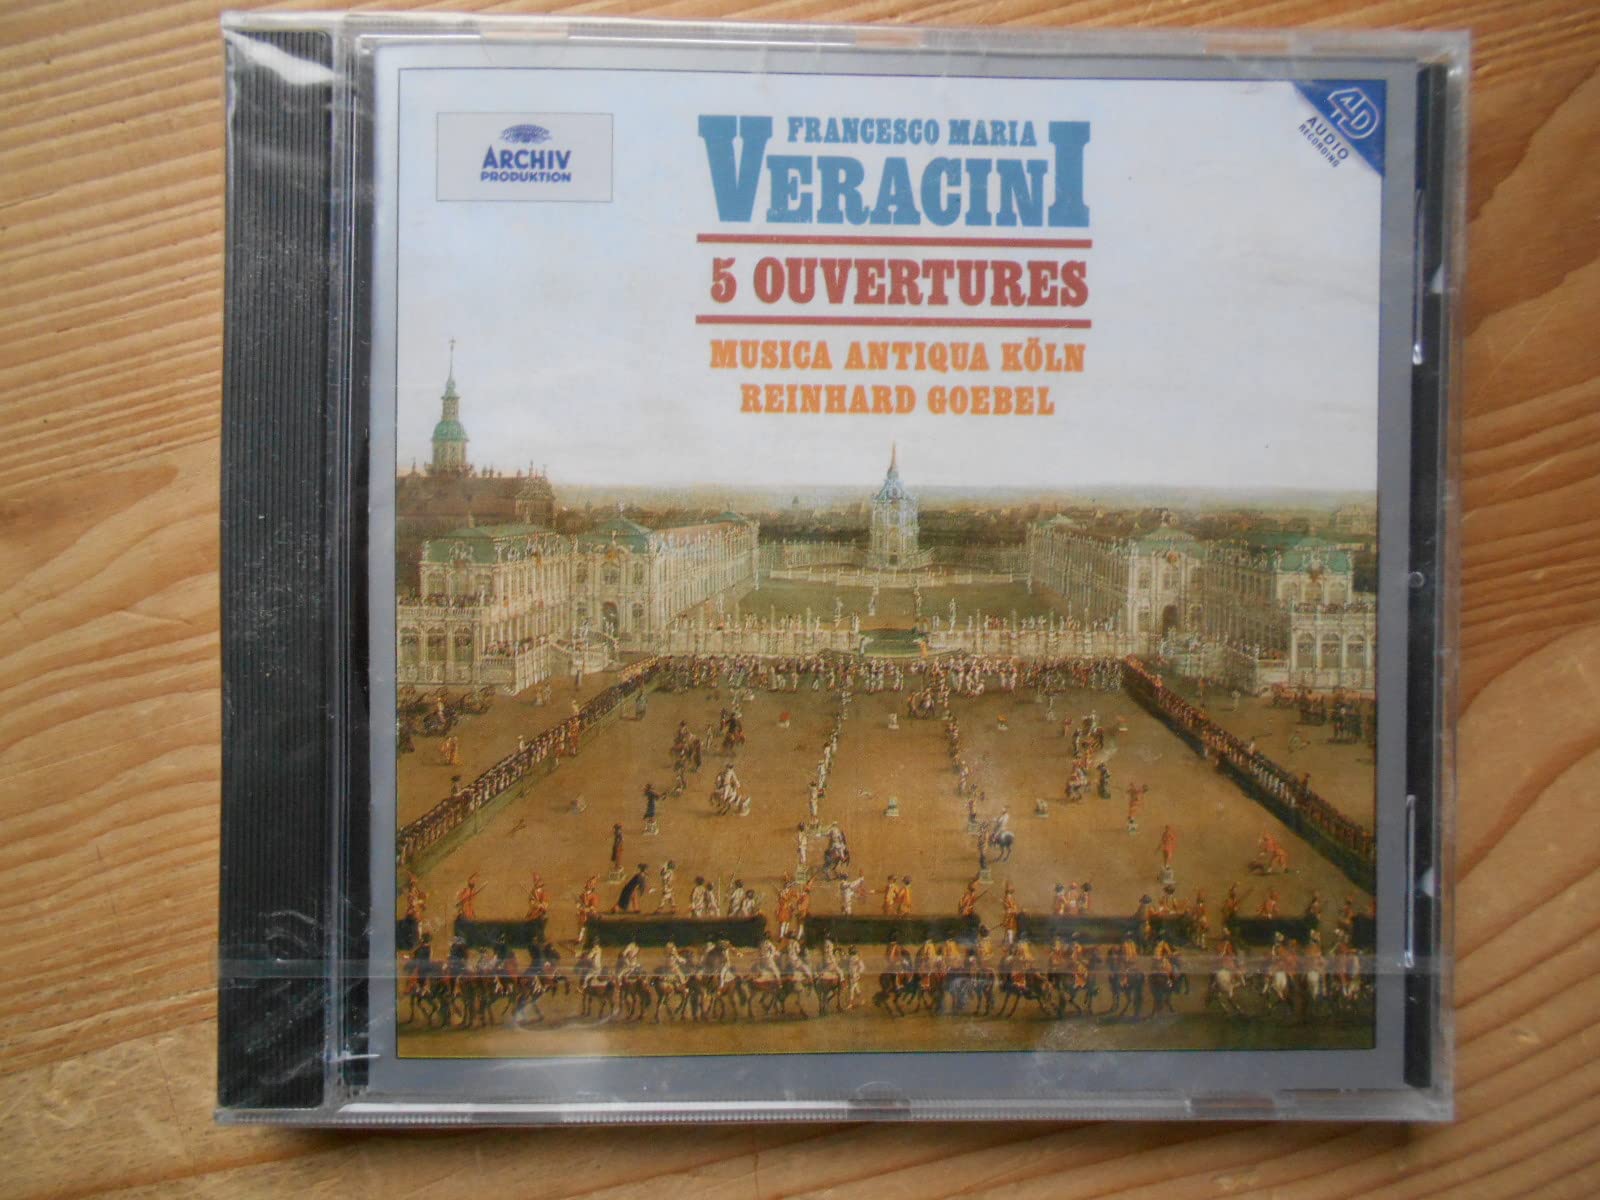 ARCHIV
PRODUKTION
FRANCESCO MARIA
VERACINI
5 OUVERTURES
MUSICA ANTIQUA KÖLN
REINHARD GOEBEL
4D
AUDIO
RECORDING